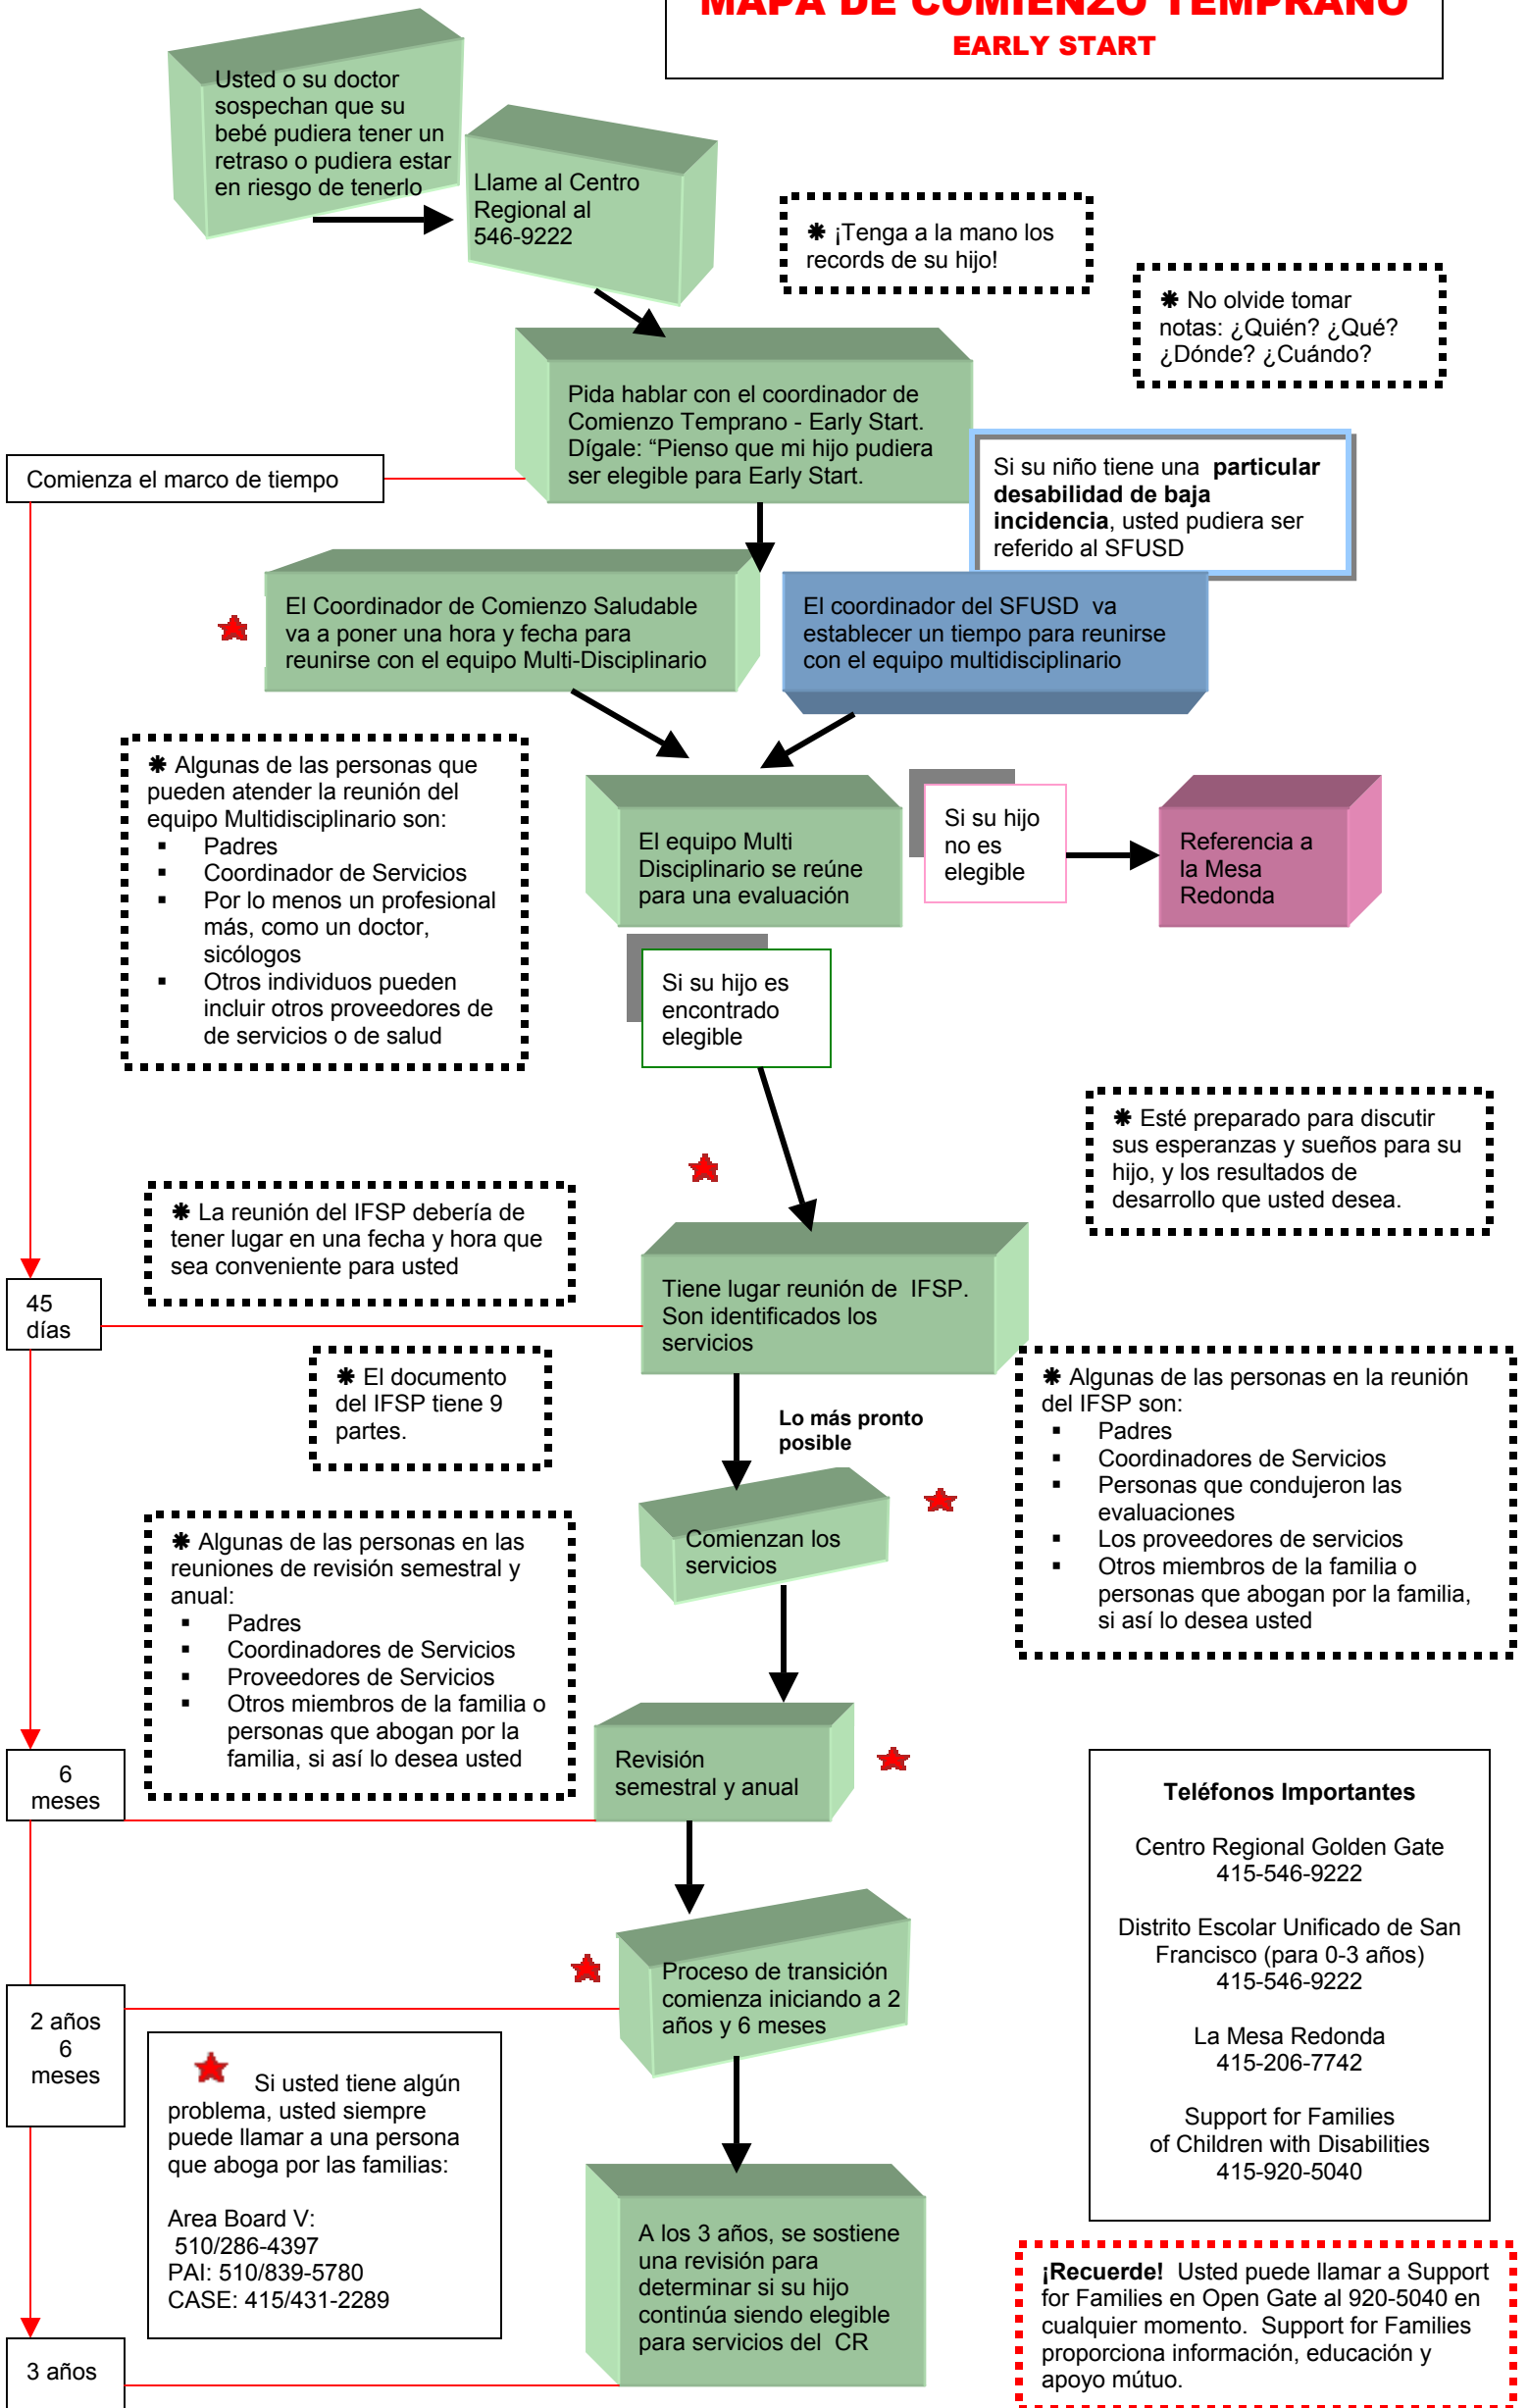 MAPA DE COMIENZO TEMPRANO
EARLY START
Usted o su doctor
sospechan que su
bebé pudiera tener un
retraso o pudiera estar
en riesgo de tenerlo
Llame al Centro
Regional al
546-9222
✱ ¡Tenga a la mano los
records de su hijo!
✱ No olvide tomar
notas: ¿Quién? ¿Qué?
¿Dónde? ¿Cuándo?
Pida hablar con el coordinador de
Comienzo Temprano - Early Start.
Dígale: “Pienso que mi hijo pudiera
ser elegible para Early Start.
Comienza el marco de tiempo
Si su niño tiene una particular
desabilidad de baja
incidencia, usted pudiera ser
referido al SFUSD
El Coordinador de Comienzo Saludable
va a poner una hora y fecha para
reunirse con el equipo Multi-Disciplinario
El coordinador del SFUSD va
establecer un tiempo para reunirse
con el equipo multidisciplinario
✱ Algunas de las personas que
pueden atender la reunión del
equipo Multidisciplinario son:
▪ Padres
▪ Coordinador de Servicios
▪ Por lo menos un profesional
más, como un doctor,
sicólogos
▪ Otros individuos pueden
incluir otros proveedores de
de servicios o de salud
El equipo Multi
Disciplinario se reúne
para una evaluación
Si su hijo
no es
elegible
Referencia a
la Mesa
Redonda
Si su hijo es
encontrado
elegible
✱ Esté preparado para discutir
sus esperanzas y sueños para su
hijo, y los resultados de
desarrollo que usted desea.
✱ La reunión del IFSP debería de
tener lugar en una fecha y hora que
sea conveniente para usted
45
días
Tiene lugar reunión de IFSP.
Son identificados los
servicios
✱ El documento
del IFSP tiene 9
partes.
Lo más pronto
posible
✱ Algunas de las personas en la reunión
del IFSP son:
▪ Padres
▪ Coordinadores de Servicios
▪ Personas que condujeron las
evaluaciones
▪ Los proveedores de servicios
▪ Otros miembros de la familia o
personas que abogan por la familia,
si así lo desea usted
Comienzan los
servicios
✱ Algunas de las personas en las
reuniones de revisión semestral y
anual:
▪ Padres
▪ Coordinadores de Servicios
▪ Proveedores de Servicios
▪ Otros miembros de la familia o
personas que abogan por la
familia, si así lo desea usted
6
meses
Revisión
semestral y anual
Teléfonos Importantes
Centro Regional Golden Gate
415-546-9222
Distrito Escolar Unificado de San
Francisco (para 0-3 años)
415-546-9222
La Mesa Redonda
415-206-7742
Support for Families
of Children with Disabilities
415-920-5040
Proceso de transición
comienza iniciando a 2
años y 6 meses
2 años
6
meses
Si usted tiene algún
problema, usted siempre
puede llamar a una persona
que aboga por las familias:
Area Board V:
510/286-4397
PAI: 510/839-5780
CASE: 415/431-2289
A los 3 años, se sostiene
una revisión para
determinar si su hijo
continúa siendo elegible
para servicios del CR
¡Recuerde! Usted puede llamar a Support
for Families en Open Gate al 920-5040 en
cualquier momento. Support for Families
proporciona información, educación y
apoyo mútuo.
3 años